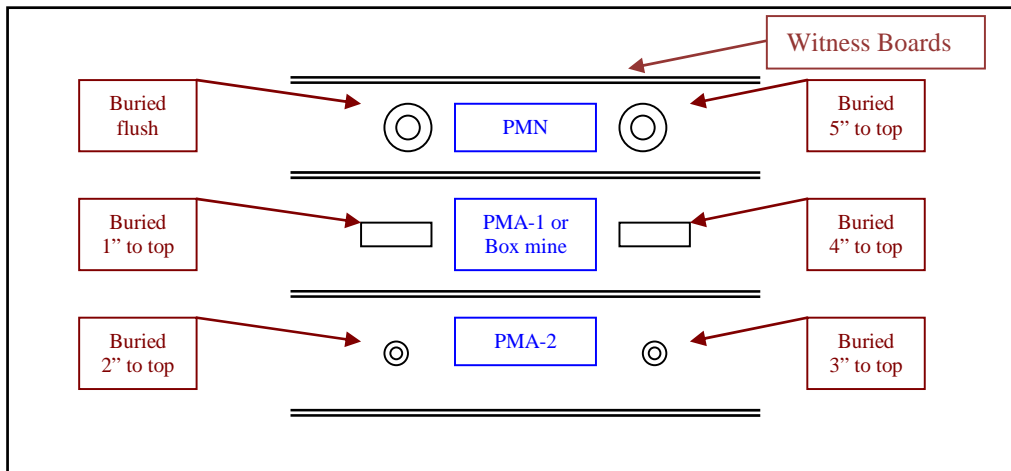 Witness Boards
Buried
flush
PMN
Buried
5” to top
Buried
1” to top
PMA-1 or
Box mine
Buried
4” to top
Buried
2” to top
PMA-2
Buried
3” to top